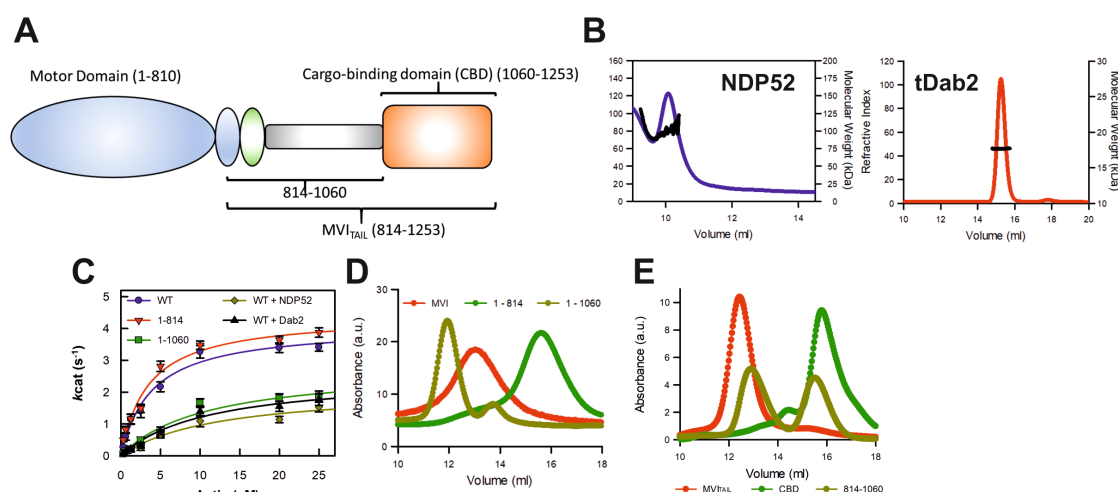 A
Motor Domain (1-810)
Cargo-binding domain (CBD) (1060-1253)
814-1060
MVITAIL (814-1253)
B
NDP52
160
140
120
100
80
60
40
20
0
200
175
150
125
100
75
50
25
0
Molecular Weight (kDa)
10
12
14
Volume (ml)
tDab2
Refractive Index
120
100
80
60
40
20
0
30
25
20
15
10
Molecular Weight (kDa)
10
12
14
16
18
20
Volume (ml)
C
kcat (s-1)
5
4
3
2
1
0
WT
1-814
1-1060
WT + NDP52
WT + Dab2
0
5
10
15
20
25
D
Absorbance (a.u.)
30
20
10
0
MVI
1 - 814
1 - 1060
10
12
14
16
18
Volume (ml)
E
Absorbance (a.u.)
10
8
6
4
2
0
10
12
14
16
18
Volume (ml)
MVITAIL
CBD
814-1060